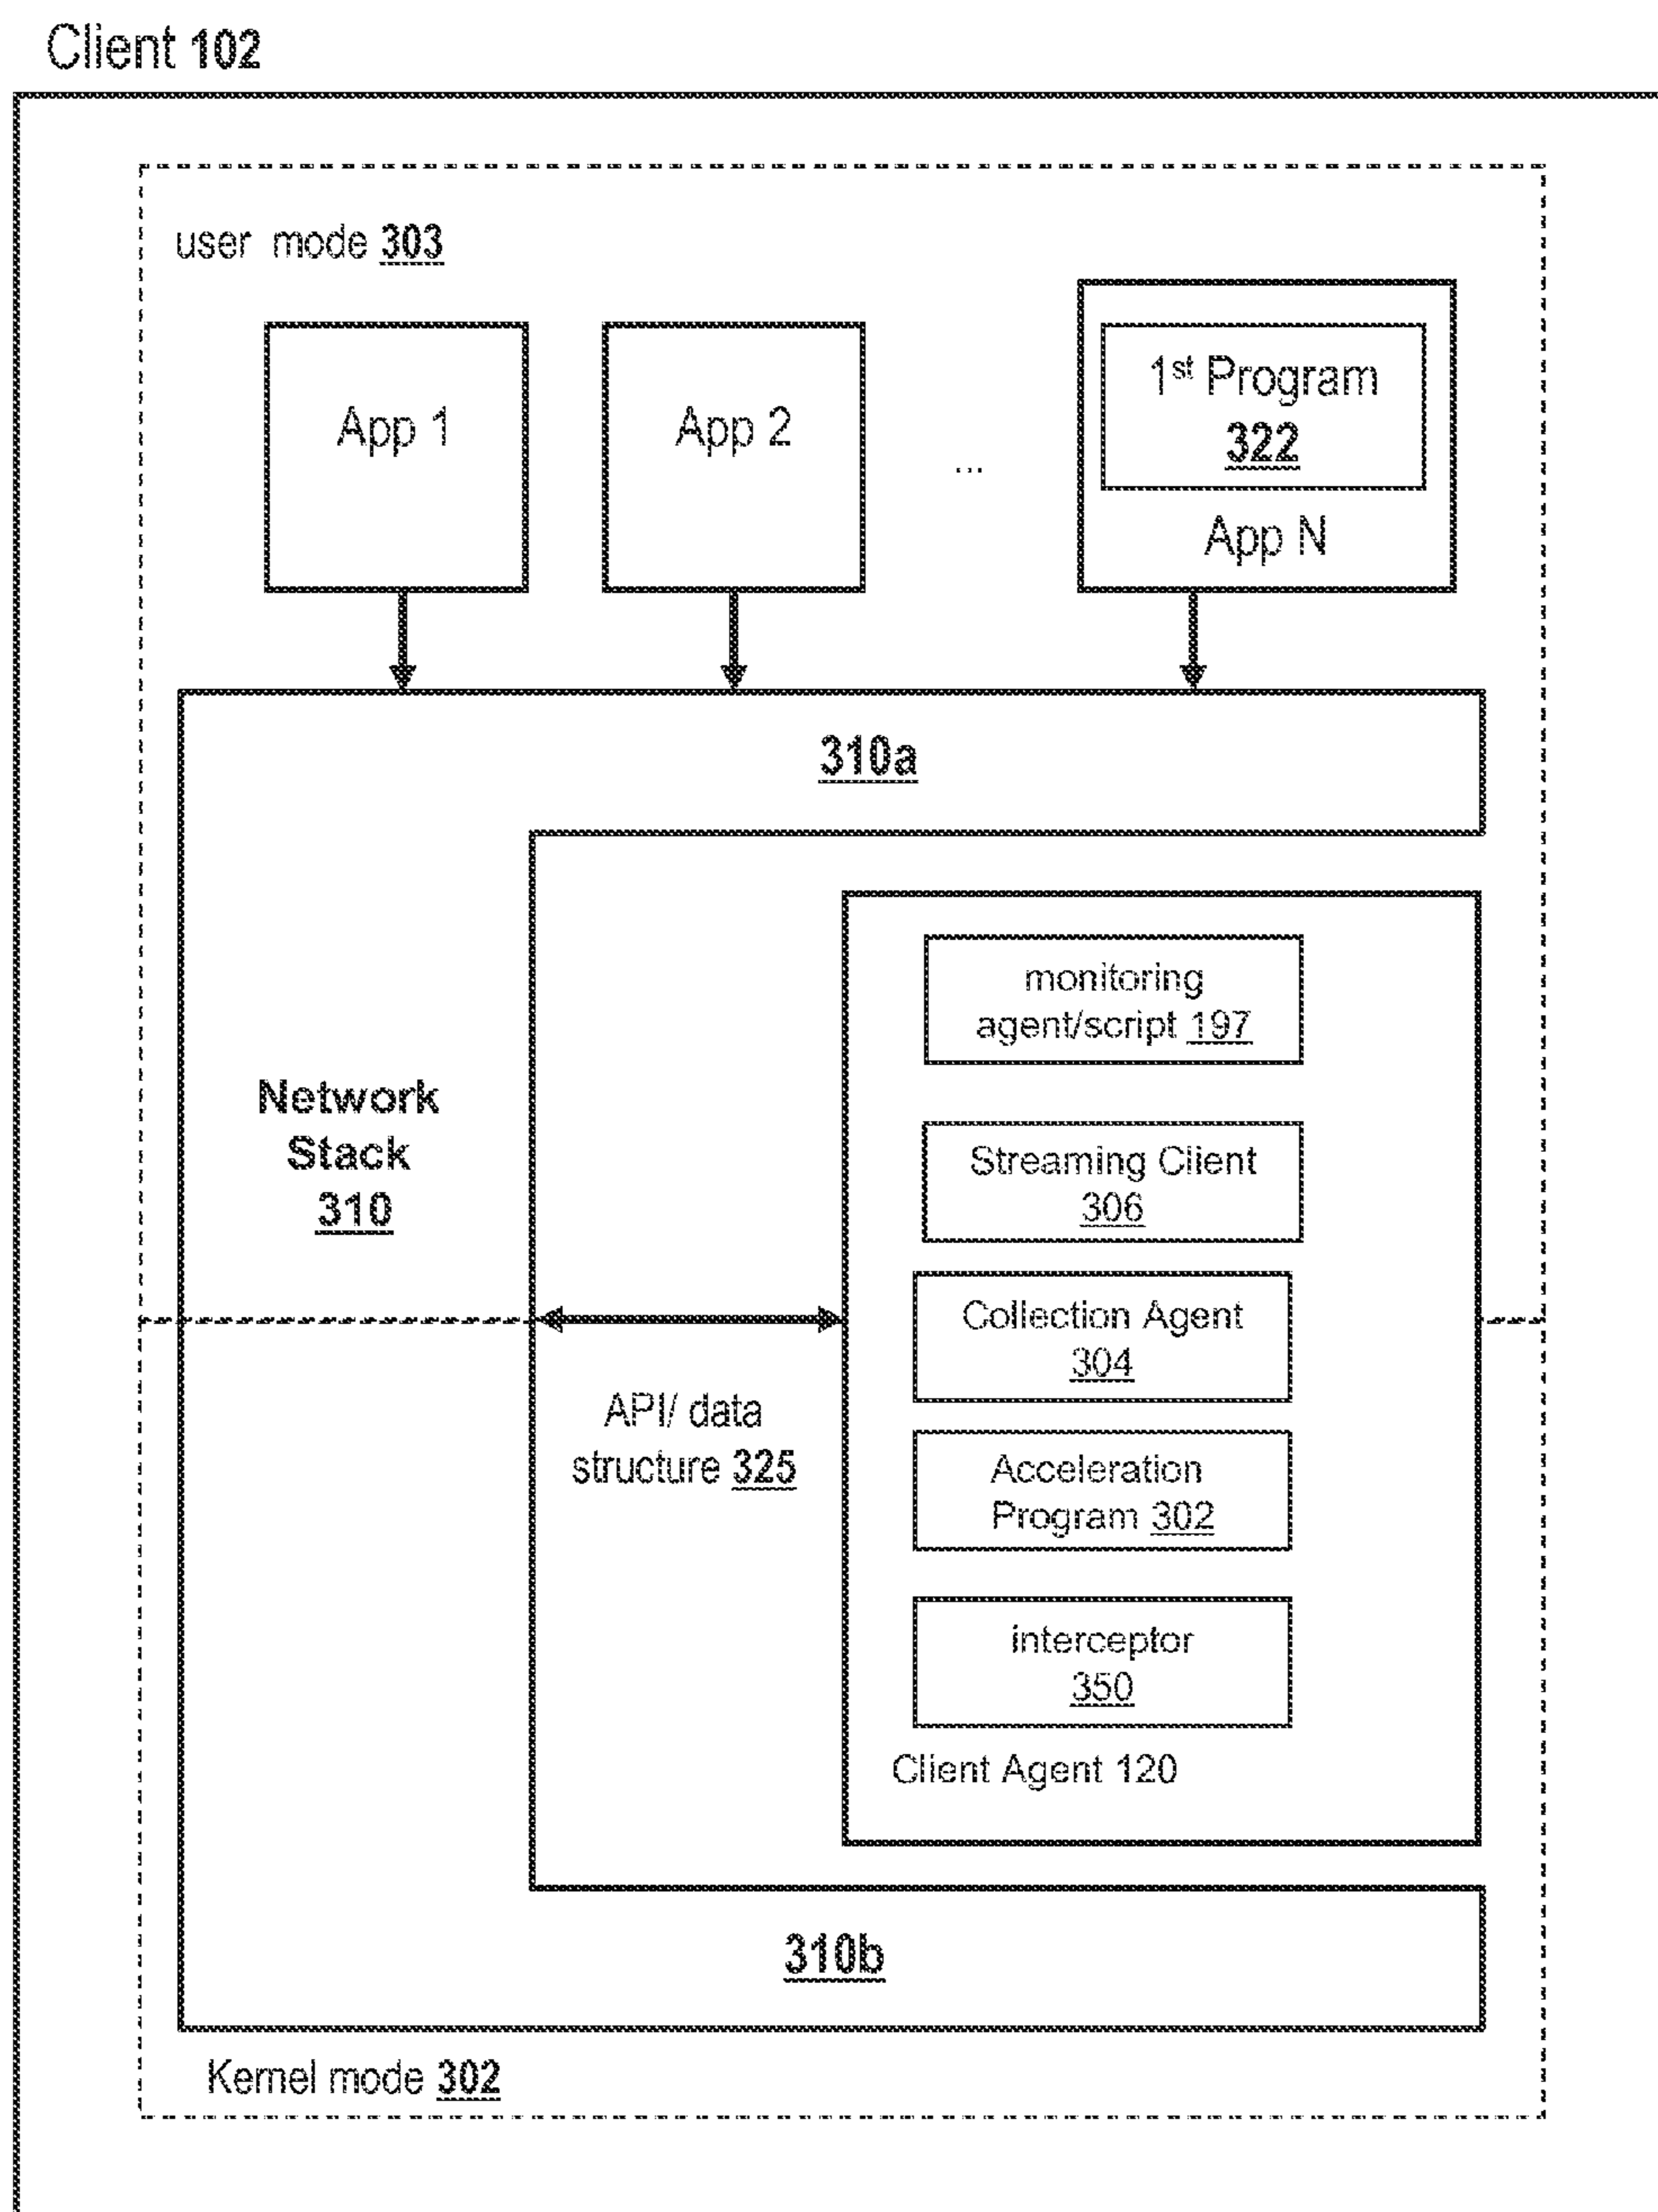 Client 102
user mode 303
App 1
App 2
...
1st Program
322
App N
310a
Network
Stack
310
monitoring
agent/script 197
Streaming Client
306
Collection Agent
304
API/ data
structure 325
Acceleration
Program 302
interceptor
350
Client Agent 120
310b
Kernel mode 302